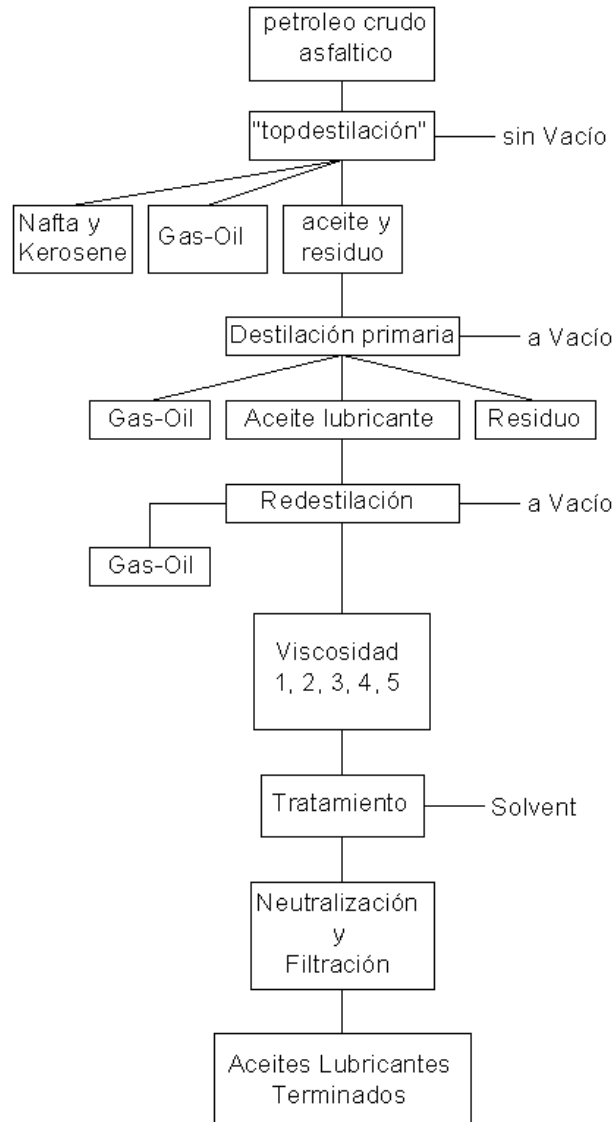 petroleo crudo
asfaltico
"topdestilación"
sin Vacío
Nafta y
Kerosene
Gas-Oil
aceite y
residuo
Destilación primaria
a Vacío
Gas-Oil
Aceite lubricante
Residuo
Redestilación
a Vacío
Gas-Oil
Viscosidad
1, 2, 3, 4, 5
Tratamiento
Solvent
Neutralización
y
Filtración
Aceites Lubricantes
Terminados